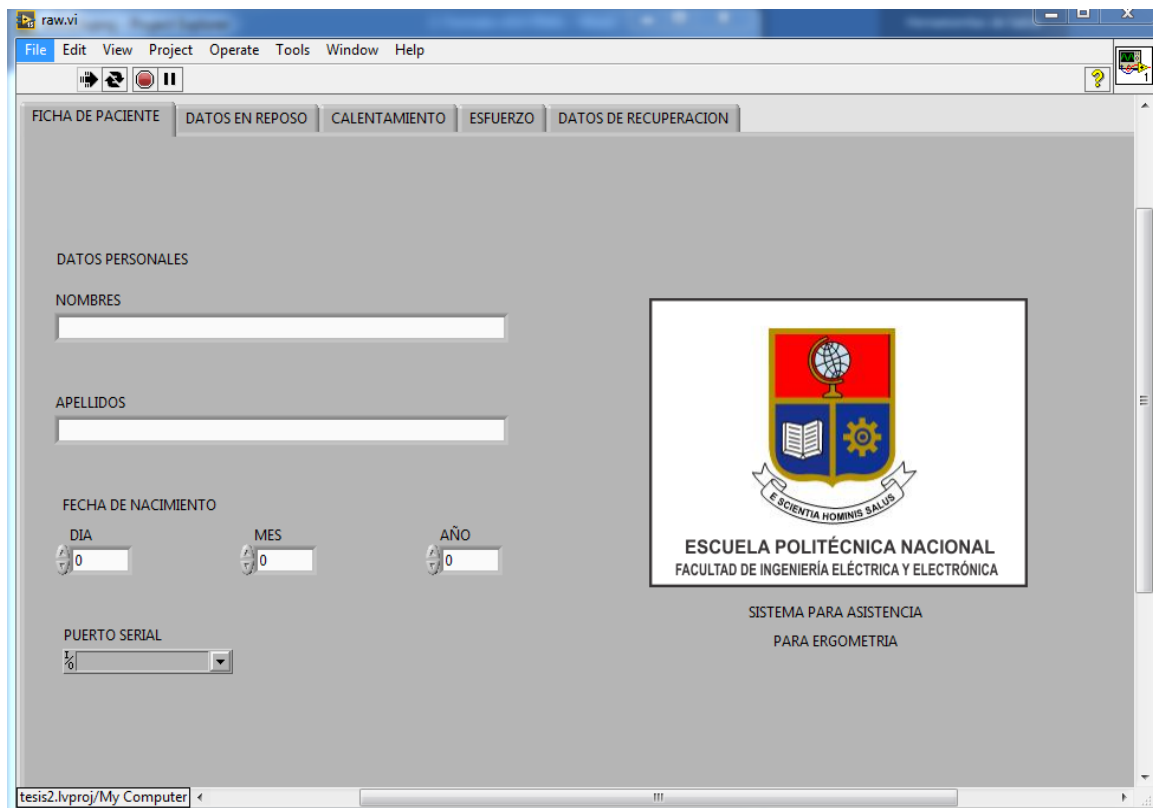 raw.vi
File Edit View Project Operate Tools Window Help
1
FICHA DE PACIENTE DATOS EN REPOSO CALENTAMIENTO ESFUERZO DATOS DE RECUPERACION
DATOS PERSONALES
NOMBRES
APELLIDOS
FECHA DE NACIMIENTO
DIA MES AÑO
0 0 0
PUERTO SERIAL
I/O
E SCIENTIA HOMINIS SALUS
ESCUELA POLITÉCNICA NACIONAL
FACULTAD DE INGENIERÍA ELÉCTRICA Y ELECTRÓNICA
SISTEMA PARA ASISTENCIA
PARA ERGOMETRIA
tesis2.lvproj/My Computer